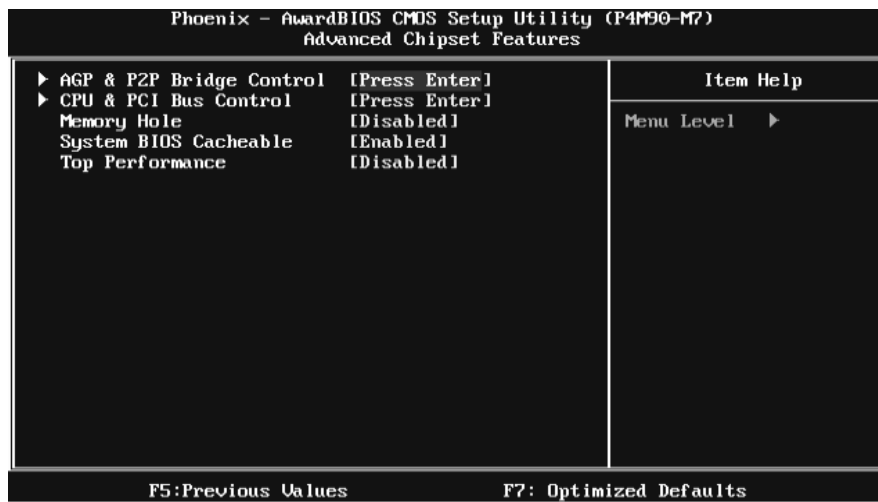 Phoenix - AwardBIOS CMOS Setup Utility (P4M90-M7)
Advanced Chipset Features
▶ AGP & P2P Bridge Control [Press Enter]
▶ CPU & PCI Bus Control [Press Enter]
Memory Hole [Disabled]
System BIOS Cacheable [Enabled]
Top Performance [Disabled]
Item Help
Menu Level ▶
F5:Previous Values F7: Optimized Defaults